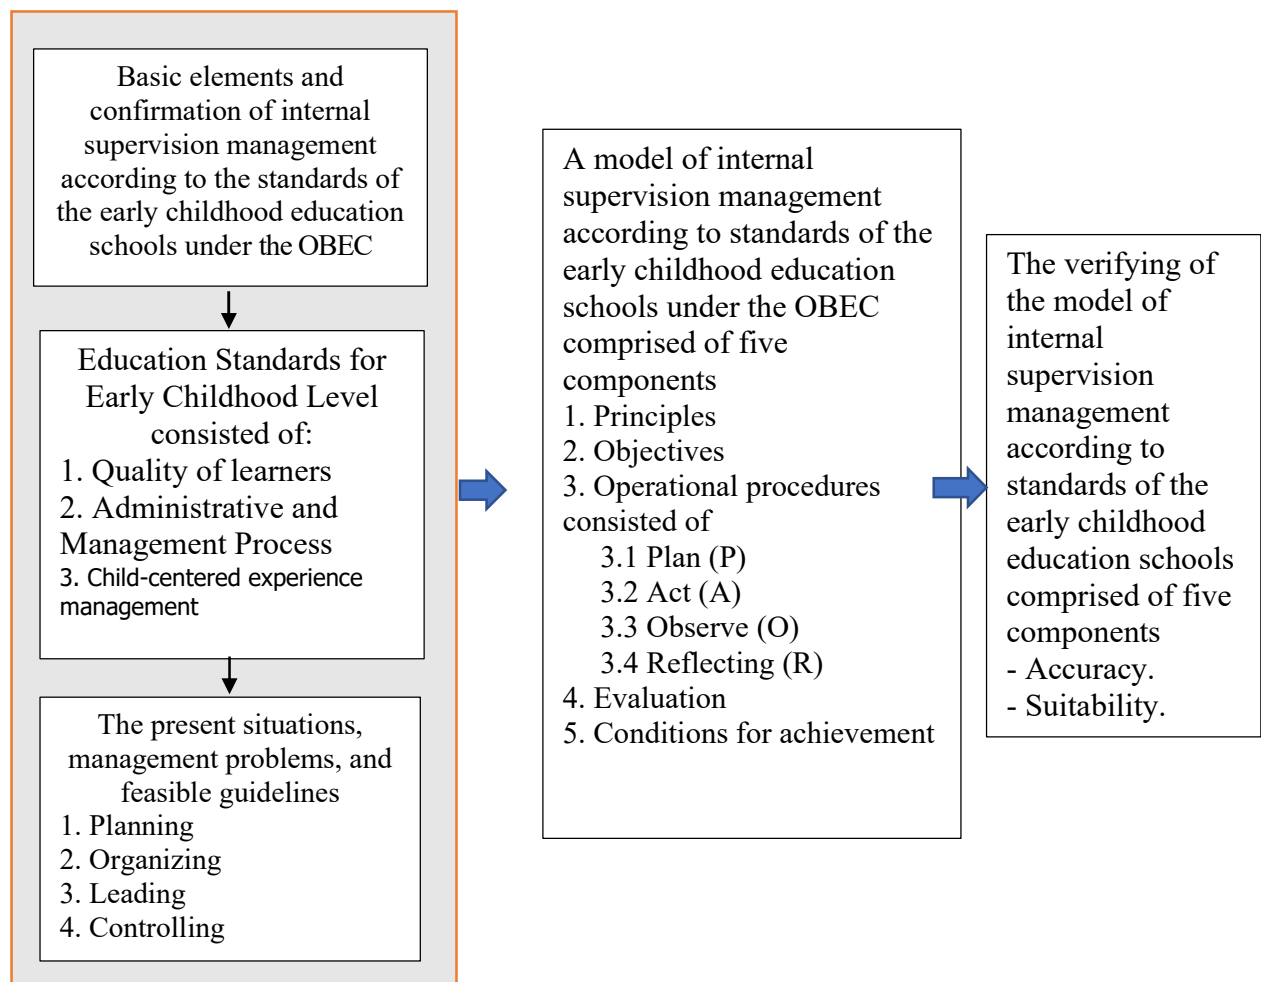 Basic elements and
confirmation of internal
supervision management
according to the standards of
the early childhood education
schools under the OBEC
Education Standards for
Early Childhood Level
consisted of:
1. Quality of learners
2. Administrative and
Management Process
3. Child-centered experience
management
The present situations,
management problems, and
feasible guidelines
1. Planning
2. Organizing
3. Leading
4. Controlling
A model of internal
supervision management
according to standards of the
early childhood education
schools under the OBEC
comprised of five
components
1. Principles
2. Objectives
3. Operational procedures
consisted of
3.1 Plan (P)
3.2 Act (A)
3.3 Observe (O)
3.4 Reflecting (R)
4. Evaluation
5. Conditions for achievement
The verifying of
the model of
internal
supervision
management
according to
standards of the
early childhood
education schools
comprised of five
components
- Accuracy.
- Suitability.